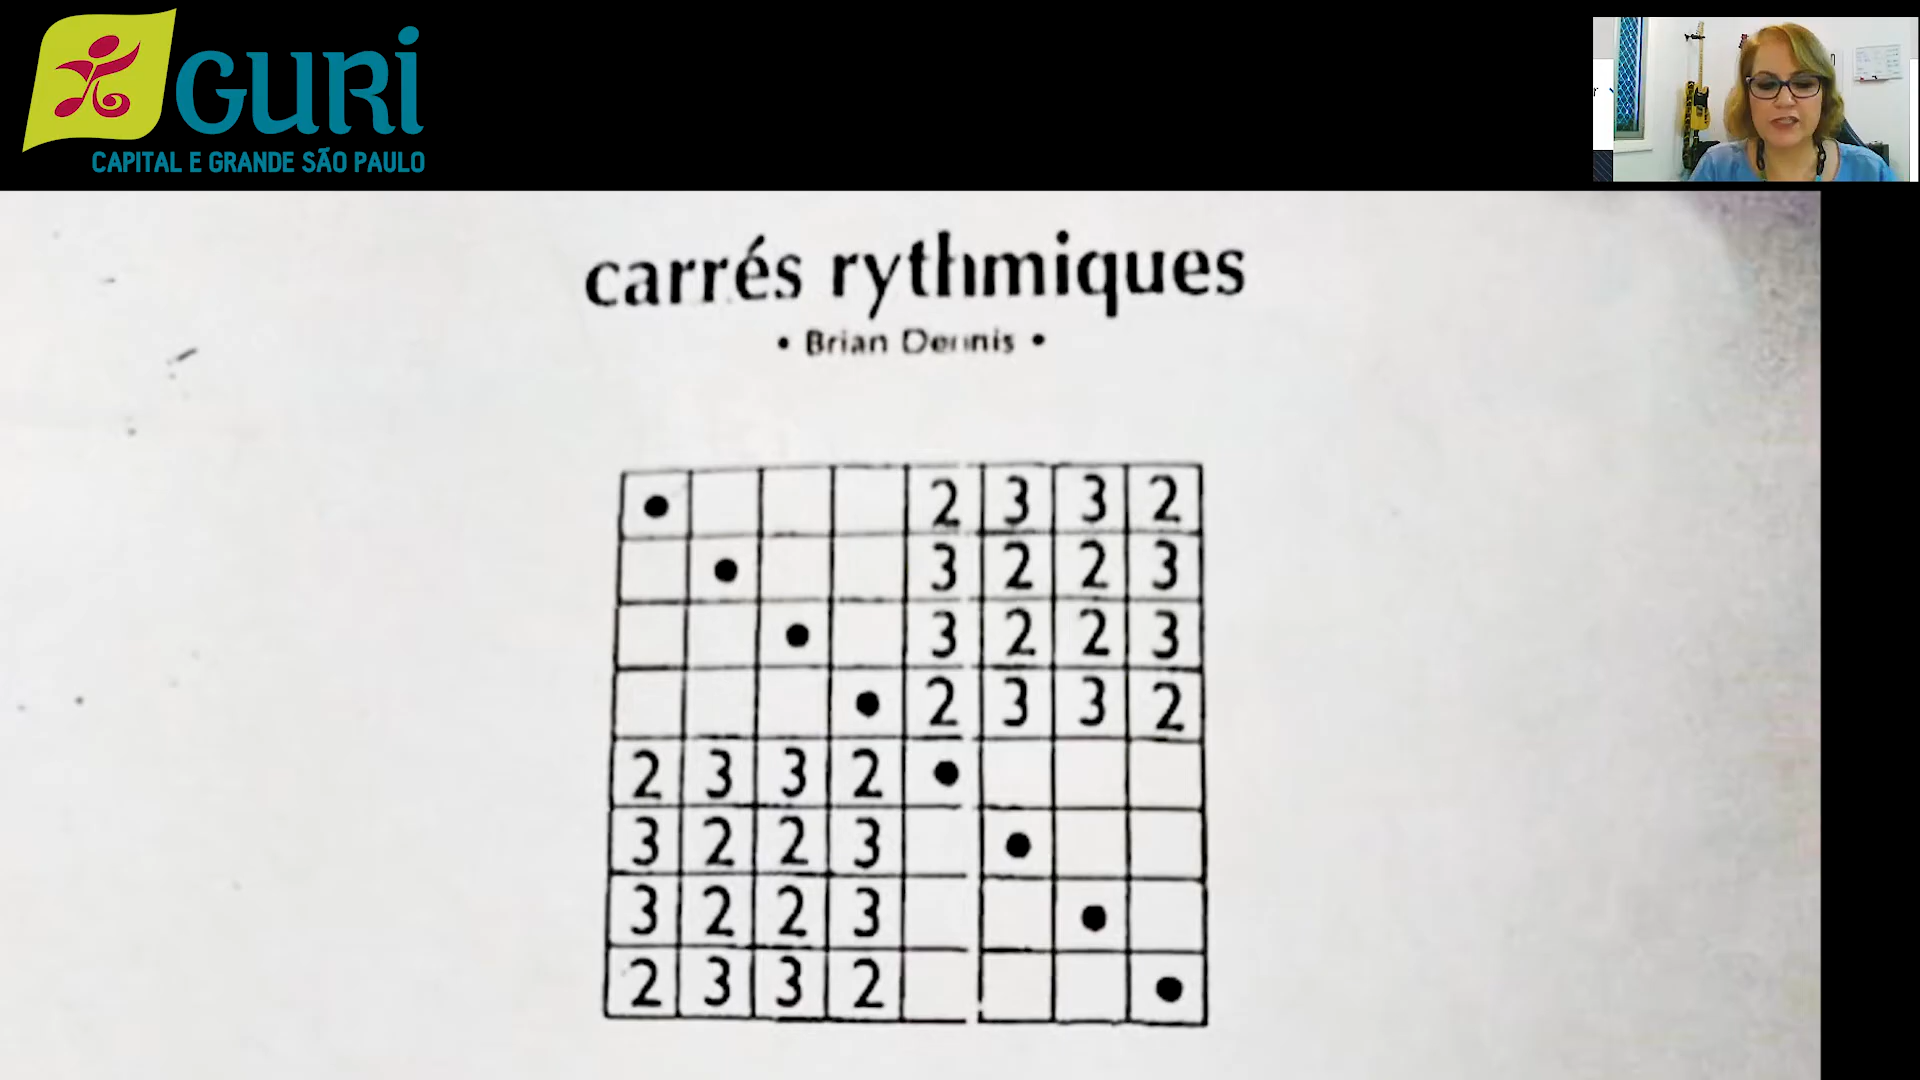 GURI
CAPITAL E GRANDE SÃO PAULO
carrés rythmiques
• Brian Dennis •
• 2 3 3 2
• 3 2 2 3
• 3 2 2 3
• 2 3 3 2
2 3 3 2 •
3 2 2 3 •
3 2 2 3 •
2 3 3 2 •